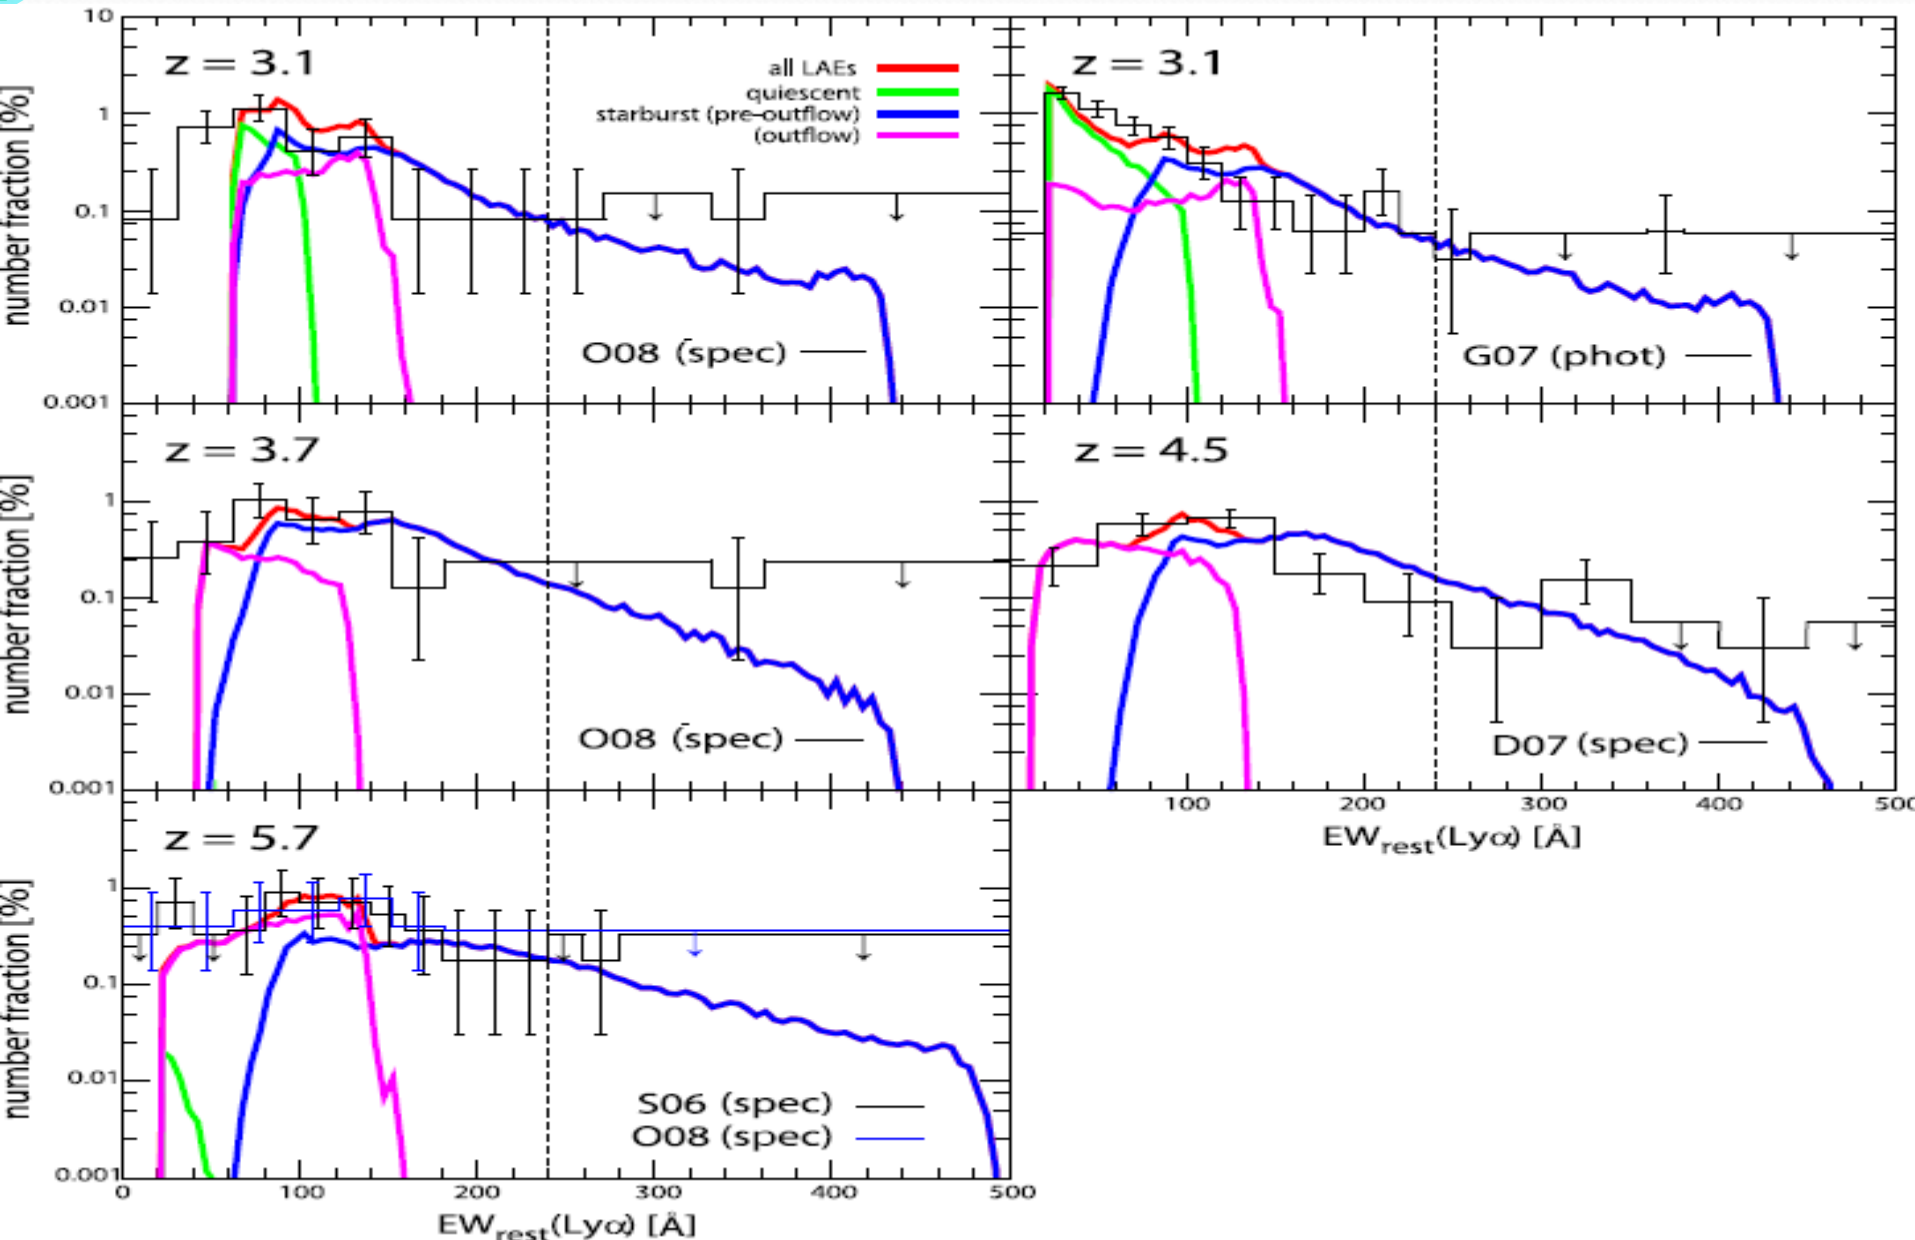 10
1
0.1
0.01
0.001
number fraction [%]
z = 3.1
all LAEs
quiescent
starburst (pre-outflow)
(outflow)
O08 (spec)
z = 3.1
G07 (phot)
1
0.1
0.01
0.001
number fraction [%]
z = 3.7
O08 (spec)
z = 4.5
D07 (spec)
100
200
300
400
500
EWrest(Lyα) [Å]
1
0.1
0.01
0.001
number fraction [%]
z = 5.7
S06 (spec)
O08 (spec)
0
100
200
300
400
500
EWrest(Lyα) [Å]